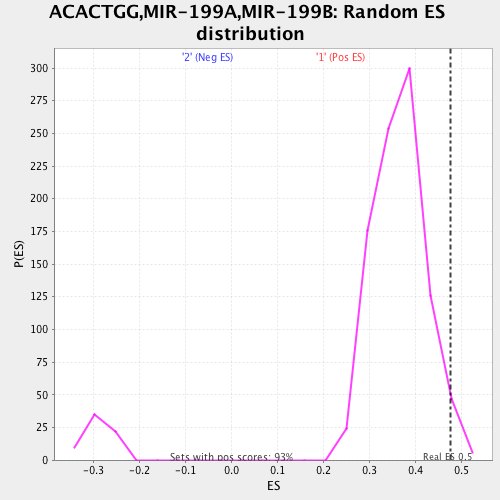 ACACTGG,MIR-199A,MIR-199B: Random ES
distribution
'2' (Neg ES)
'1' (Pos ES)
300
275
250
225
200
175
150
125
100
75
50
25
0
P(ES)
Sets with pos scores: 93%
Real ES 0.5
-0.3
-0.2
-0.1
0.0
0.1
0.2
0.3
0.4
0.5
ES